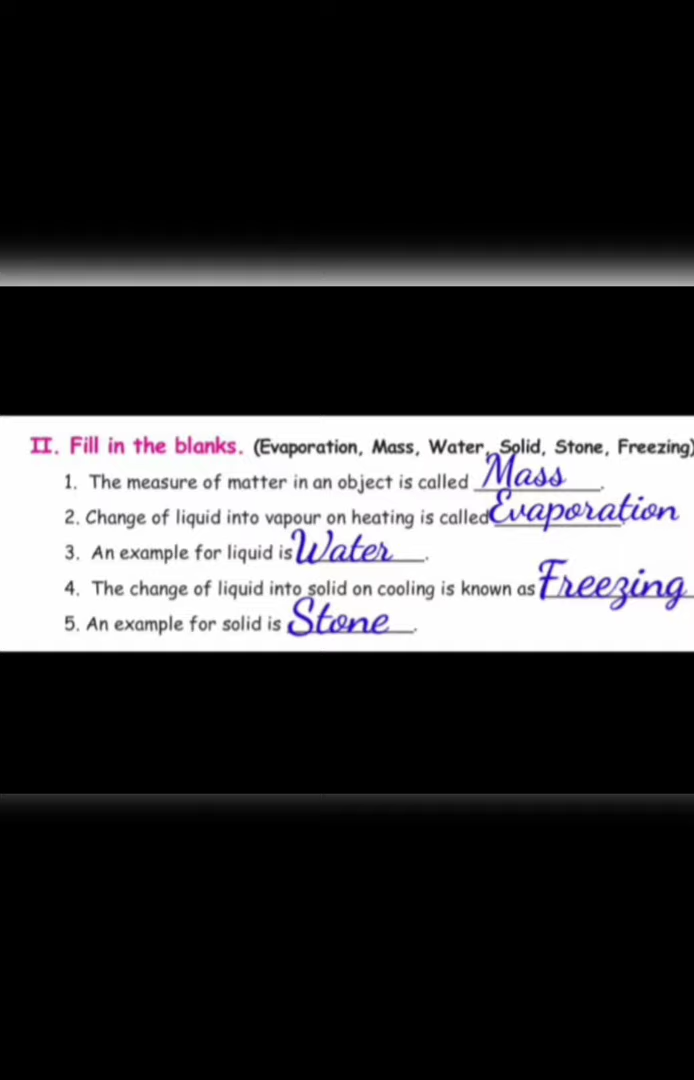 II. Fill in the blanks. (Evaporation, Mass, Water, Solid, Stone, Freezing)
1. The measure of matter in an object is called Mass.
2. Change of liquid into vapour on heating is called Evaporation.
3. An example for liquid is Water.
4. The change of liquid into solid on cooling is known as Freezing
5. An example for solid is Stone.